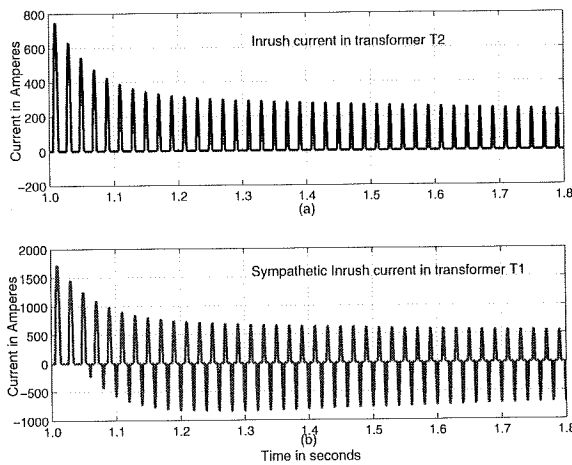 800
600
400
200
0
−200
Current in Amperes
Inrush current in transformer T2
1.0 1.1 1.2 1.3 1.4 1.5 1.6 1.7 1.8
(a)
2000
1500
1000
500
0
−500
−1000
Current in Amperes
Sympathetic Inrush current in transformer T1
1.0 1.1 1.2 1.3 1.4 1.5 1.6 1.7 1.8
(b)
Time in seconds